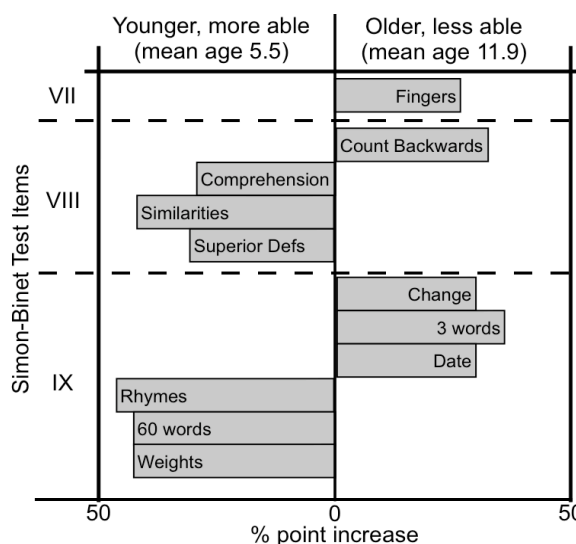 Younger, more able
(mean age 5.5)
Older, less able
(mean age 11.9)
Simon-Binet Test Items
VII
Fingers
VIII
Count Backwards
Comprehension
Similarities
Superior Defs
IX
Change
3 words
Date
Rhymes
60 words
Weights
50
0
50
% point increase